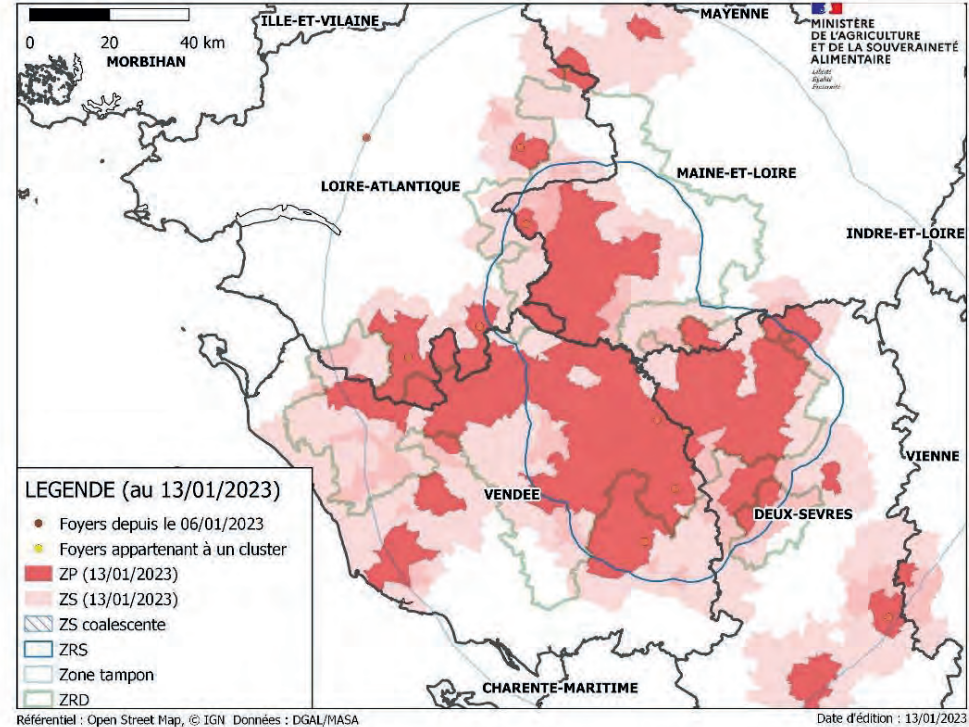 ILLE-ET-VILAINE
MAYENNE
0 20 40 km
MORBIHAN
MINISTÈRE
DE L'AGRICULTURE
ET DE LA SOUVERAINETÉ
ALIMENTAIRE
Liberté
Égalité
Fraternité
LOIRE-ATLANTIQUE
MAINE-ET-LOIRE
INDRE-ET-LOIRE
VIENNE
VENDEE
DEUX-SEVRES
CHARENTE-MARITIME
LEGENDE (au 13/01/2023)
Foyers depuis le 06/01/2023
Foyers appartenant à un cluster
ZP (13/01/2023)
ZS (13/01/2023)
ZS coalescente
ZRS
Zone tampon
ZRD
Référentiel : Open Street Map, © IGN Données : DGAL/MASA
Date d'édition : 13/01/2023